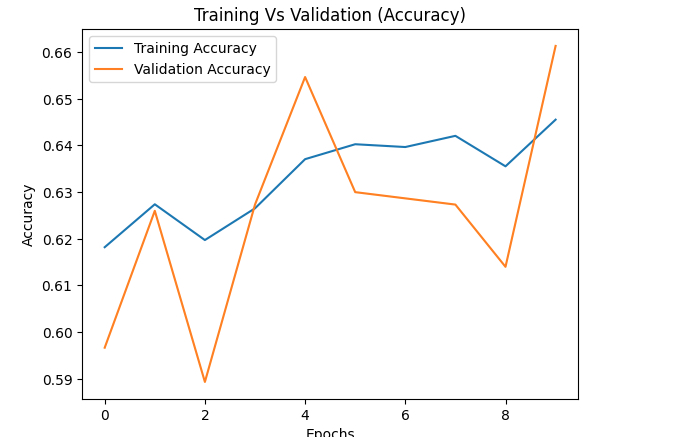 Training Vs Validation (Accuracy)
Training Accuracy
Validation Accuracy
0.66
0.65
0.64
0.63
0.62
0.61
0.60
0.59
Accuracy
0 2 4 6 8
Epochs